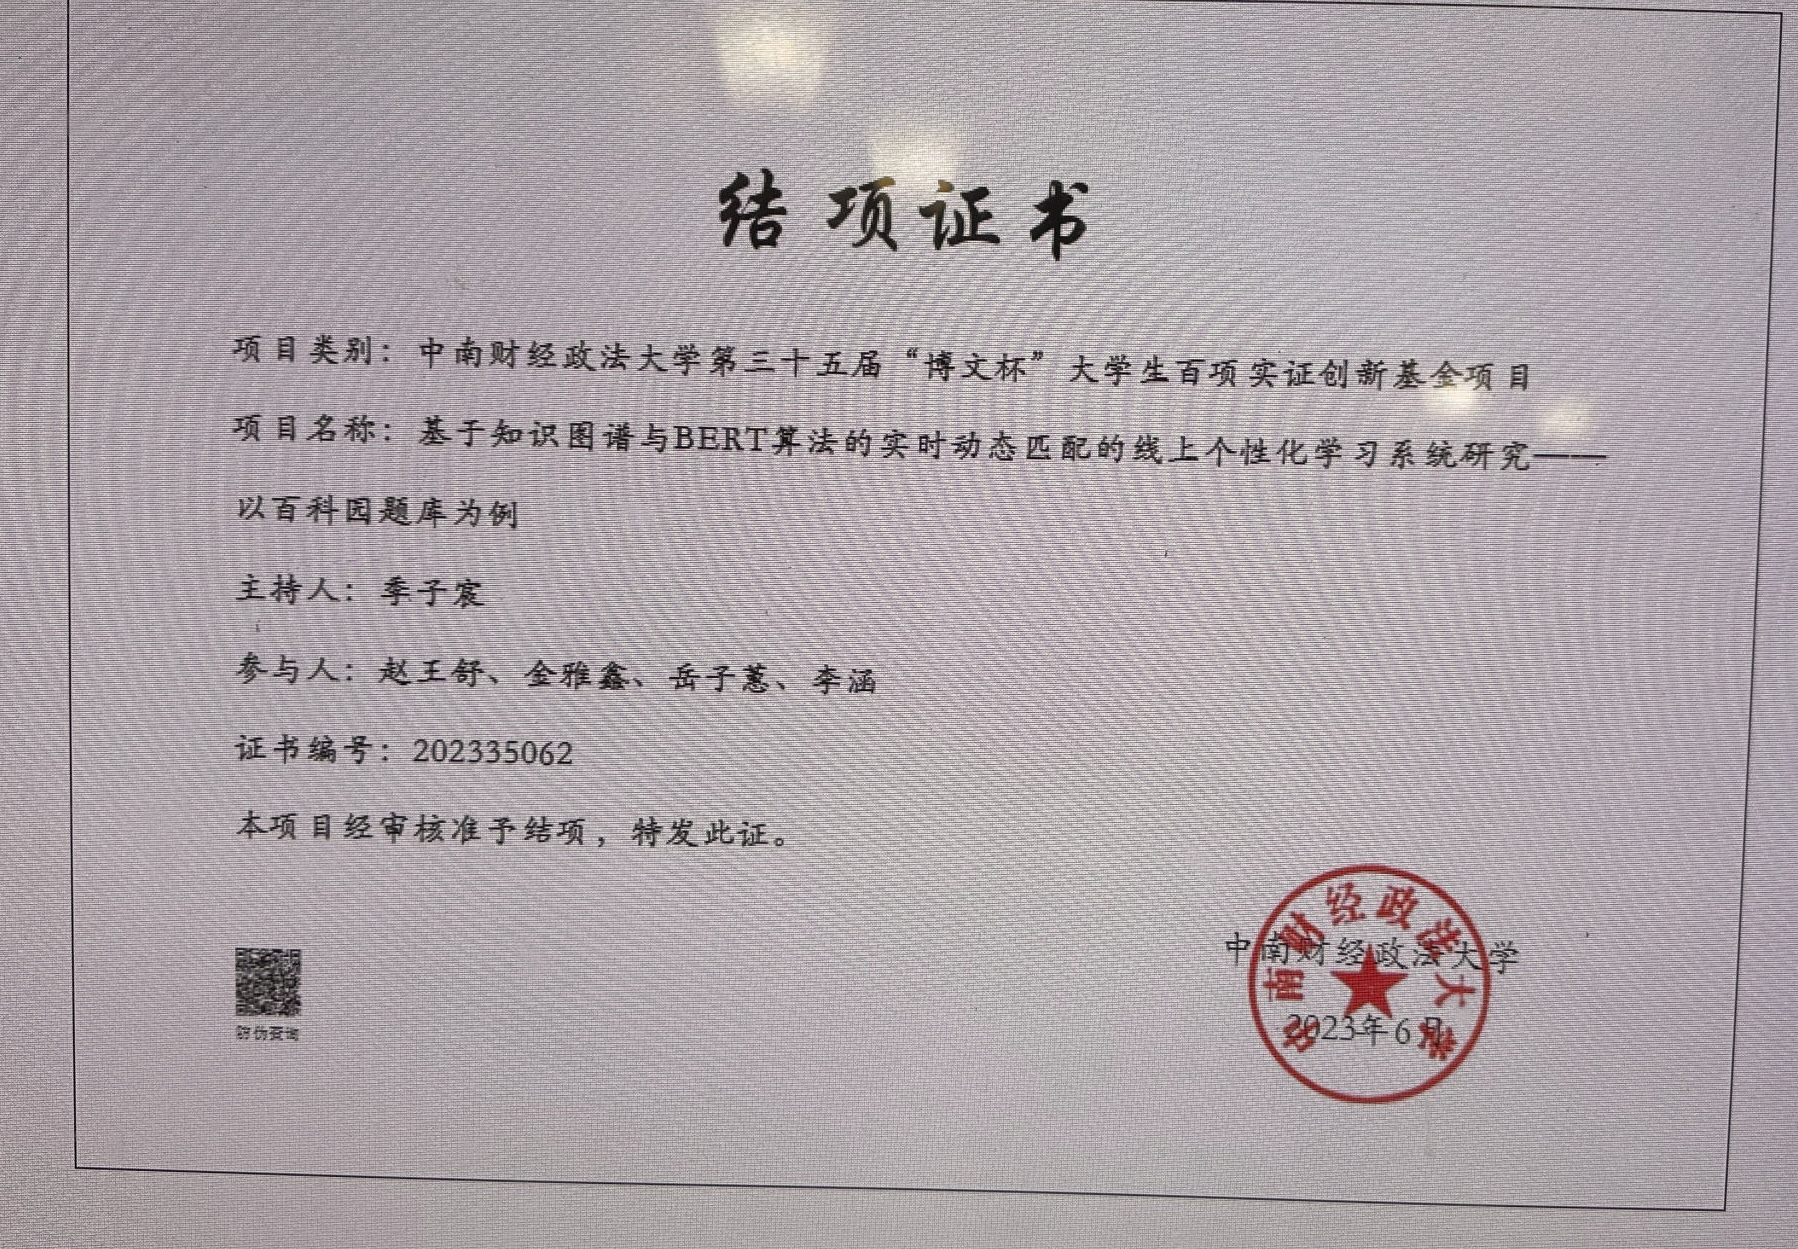 结项证书
项目类别：中南财经政法大学第三十五届“博文杯”大学生百项实证创新基金项目
项目名称：基于知识图谱与BERT算法的实时动态匹配的线上个性化学习系统研究——
以百科园题库为例
主持人：季子宸
参与人：赵王舒、金雅鑫、岳子蕙、李涵
证书编号：202335062
本项目经审核准予结项，特发此证。
中南财经政法大学
2023年6月
中南财经政法大学
防伪查询